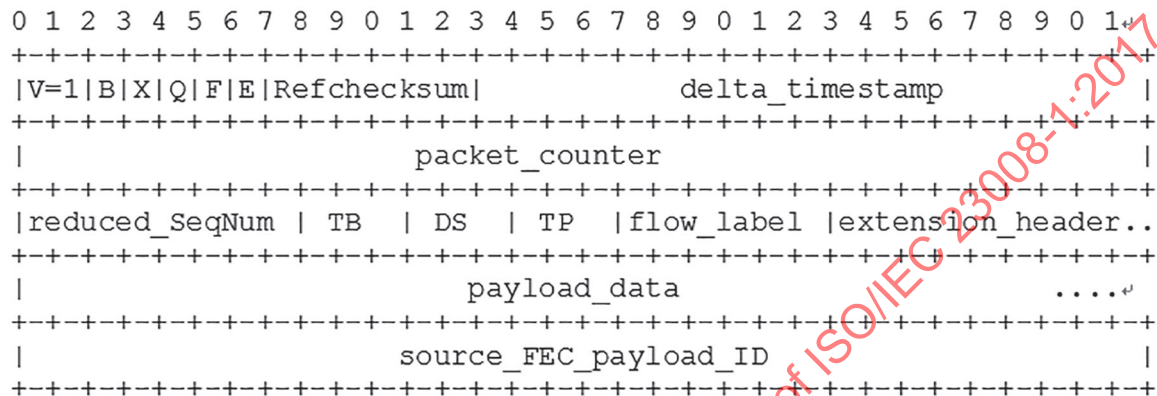 0 1 2 3 4 5 6 7 8 9 0 1 2 3 4 5 6 7 8 9 0 1 2 3 4 5 6 7 8 9 0 1↵
+-+-+-+-+-+-+-+-+-+-+-+-+-+-+-+-+-+-+-+-+-+-+-+-+-+-+-+-+-+-+-+-+
|V=1|B|X|Q|F|E|Refchecksum|           delta_timestamp           |
+-+-+-+-+-+-+-+-+-+-+-+-+-+-+-+-+-+-+-+-+-+-+-+-+-+-+-+-+-+-+-+-+
|                      packet_counter                           |
+-+-+-+-+-+-+-+-+-+-+-+-+-+-+-+-+-+-+-+-+-+-+-+-+-+-+-+-+-+-+-+-+
|reduced_SeqNum | TB  | DS  | TP  |flow_label |extension_header..
+-+-+-+-+-+-+-+-+-+-+-+-+-+-+-+-+-+-+-+-+-+-+-+-+-+-+-+-+-+-+-+-+
|                         payload_data                     ....↵
+-+-+-+-+-+-+-+-+-+-+-+-+-+-+-+-+-+-+-+-+-+-+-+-+-+-+-+-+-+-+-+-+
|                     source_FEC_payload_ID                     |
+-+-+-+-+-+-+-+-+-+-+-+-+-+-+-+-+-+-+-+-+-+-+-+-+-+-+-+-+-+-+-+-+
of ISO/IEC 23008-1:2017